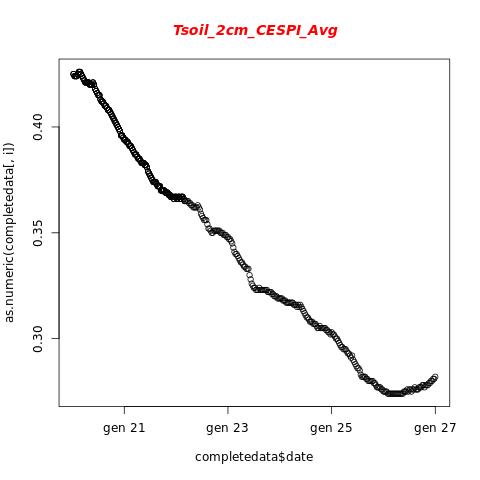 Tsoil_2cm_CESPI_Avg
as.numeric(completedata[, i])
0.40
0.35
0.30
gen 21
gen 23
gen 25
gen 27
completedata$date